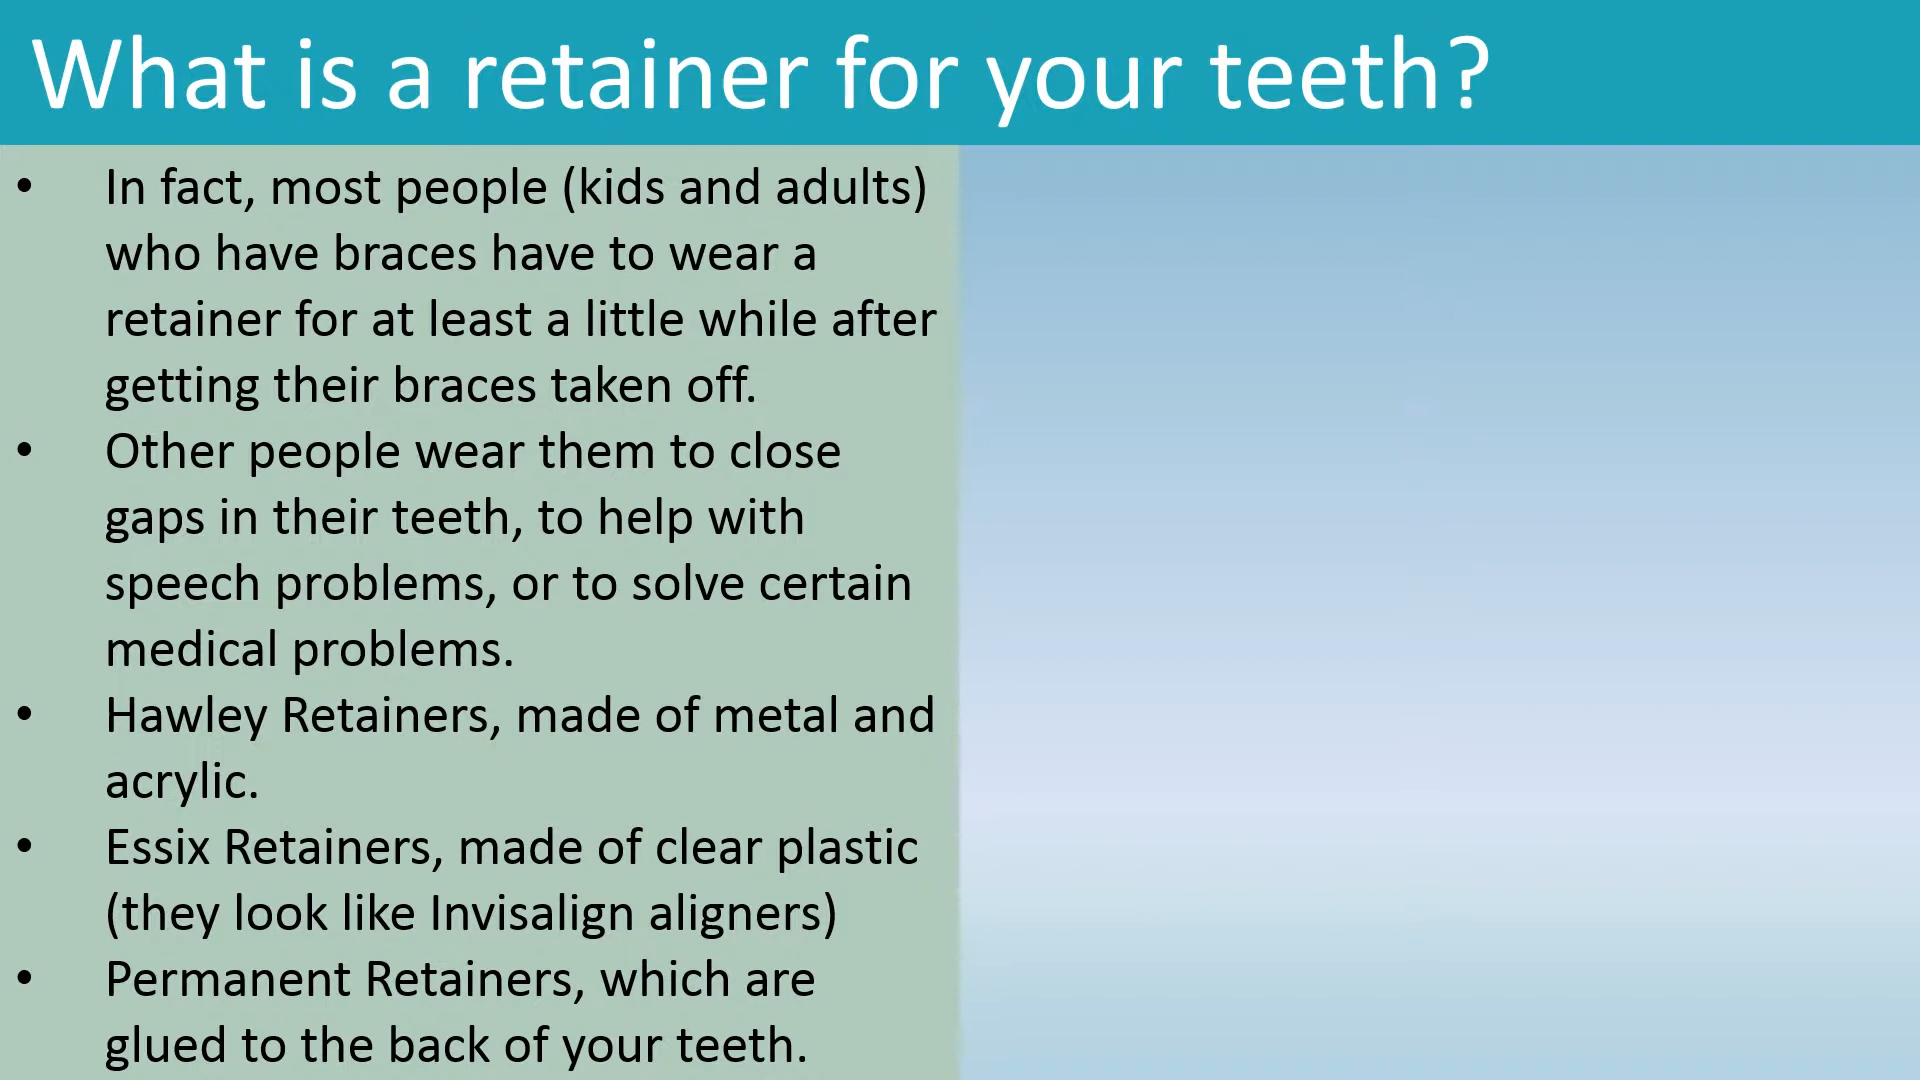 What is a retainer for your teeth?
• In fact, most people (kids and adults)
who have braces have to wear a
retainer for at least a little while after
getting their braces taken off.
• Other people wear them to close
gaps in their teeth, to help with
speech problems, or to solve certain
medical problems.
• Hawley Retainers, made of metal and
acrylic.
• Essix Retainers, made of clear plastic
(they look like Invisalign aligners)
• Permanent Retainers, which are
glued to the back of your teeth.